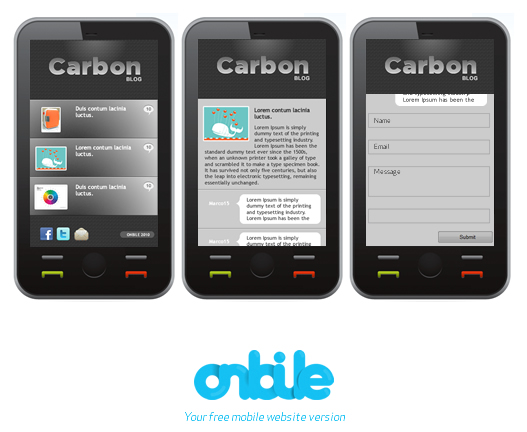 Carbon
BLOG
Duis contum lacinia
luctus.
10
Lorem contum lacinia
luctus.
10
Duis contum lacinia
luctus.
10
ONBILE 2010
Carbon
BLOG
Lorem contum lacinia
luctus.
Lorem Ipsum is simply
dummy text of the printing
and typesetting industry.
Lorem Ipsum has been the
standard dummy text ever since the 1500s,
when an unknown printer took a galley of type
and scrambled it to make a type specimen book.
It has survived not only five centuries, but also
the leap into electronic typesetting, remaining
essentially unchanged.
Lorem Ipsum is simply
dummy text of the printing
and typesetting industry.
Lorem Ipsum has been the
Lorem Ipsum is simply
dummy text of the printing
Carbon
BLOG
and typesetting industry.
Lorem Ipsum has been the
Name
Email
Message
Submit
onbile
Your free mobile website version